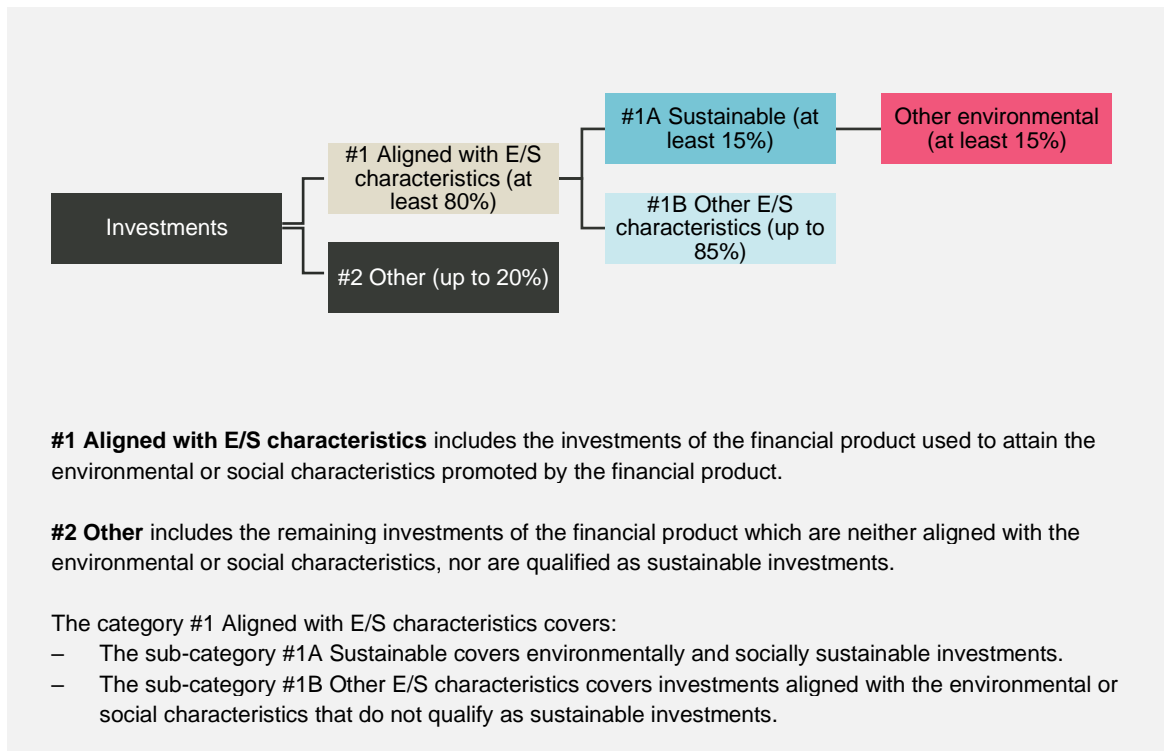 #1A Sustainable (at
least 15%)
Other environmental
(at least 15%)
#1 Aligned with E/S
characteristics (at
least 80%)
#1B Other E/S
characteristics (up to
85%)
Investments
#2 Other (up to 20%)
#1 Aligned with E/S characteristics includes the investments of the financial product used to attain the
environmental or social characteristics promoted by the financial product.
#2 Other includes the remaining investments of the financial product which are neither aligned with the
environmental or social characteristics, nor are qualified as sustainable investments.
The category #1 Aligned with E/S characteristics covers:
– The sub-category #1A Sustainable covers environmentally and socially sustainable investments.
– The sub-category #1B Other E/S characteristics covers investments aligned with the environmental or
social characteristics that do not qualify as sustainable investments.